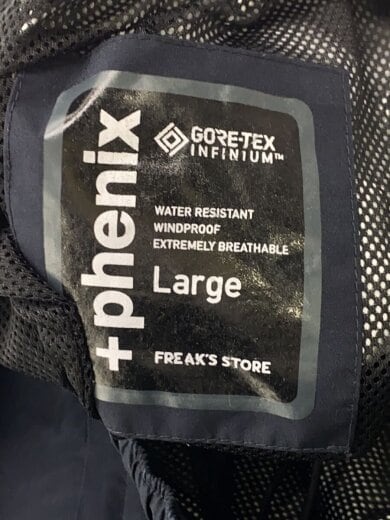 +phenix
GORE-TEX
INFINIUM™
WATER RESISTANT
WINDPROOF
EXTREMELY BREATHABLE
Large
FREAK'S STORE